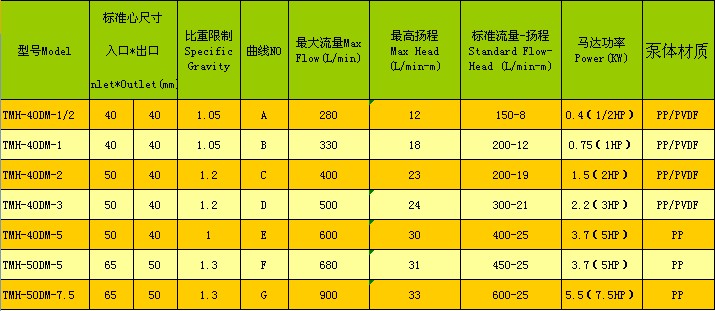 型号Model
标准心尺寸
入口*出口
nlet*Outlet(mm)
比重限制
Specific
Gravity
曲线NO
最大流量Max
Flow(L/min)
最高扬程
Max Head
(L/min-m)
标准流量-扬程
Standard Flow-
Head (L/min-m)
马达功率
Power(KW)
泵体材质
TMH-40DM-1/2 40 40 1.05 A 280 12 150-8 0.4(1/2HP) PP/PVDF
TMH-40DM-1 40 40 1.05 B 330 18 200-12 0.75(1HP) PP/PVDF
TMH-40DM-2 50 40 1.2 C 400 23 200-19 1.5(2HP) PP/PVDF
TMH-40DM-3 50 40 1.2 D 500 24 300-21 2.2(3HP) PP/PVDF
TMH-40DM-5 50 40 1 E 600 30 400-25 3.7(5HP) PP
TMH-50DM-5 65 50 1.3 F 680 31 450-25 3.7(5HP) PP
TMH-50DM-7.5 65 50 1.3 G 900 33 600-25 5.5(7.5HP) PP